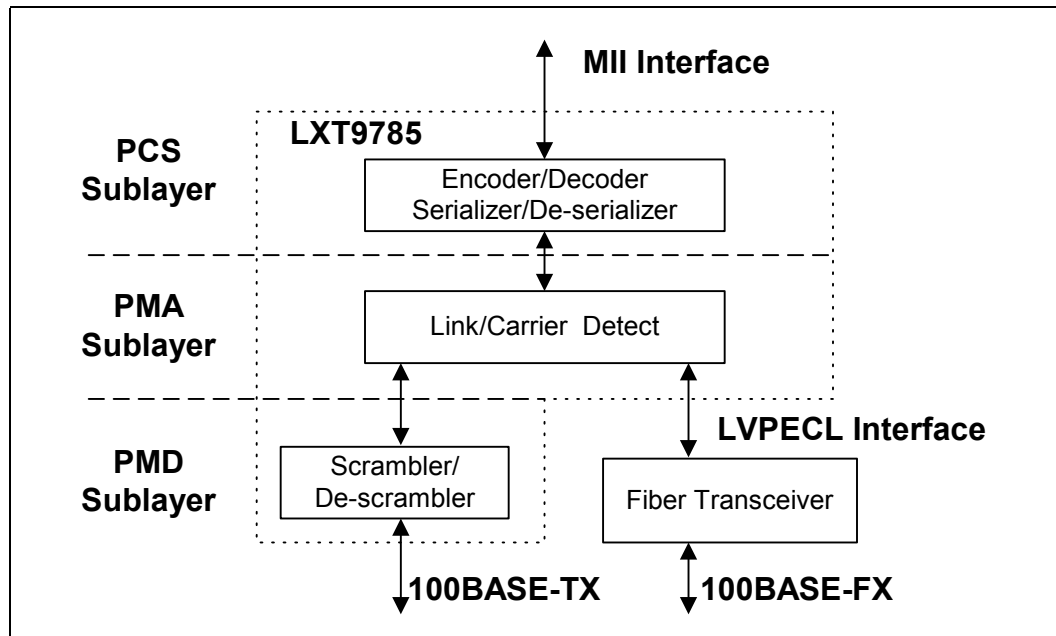 MII Interface
LXT9785
PCS
Sublayer
Encoder/Decoder
Serializer/De-serializer
PMA
Sublayer
Link/Carrier Detect
LVPECL Interface
PMD
Sublayer
Scrambler/
De-scrambler
Fiber Transceiver
100BASE-TX
100BASE-FX